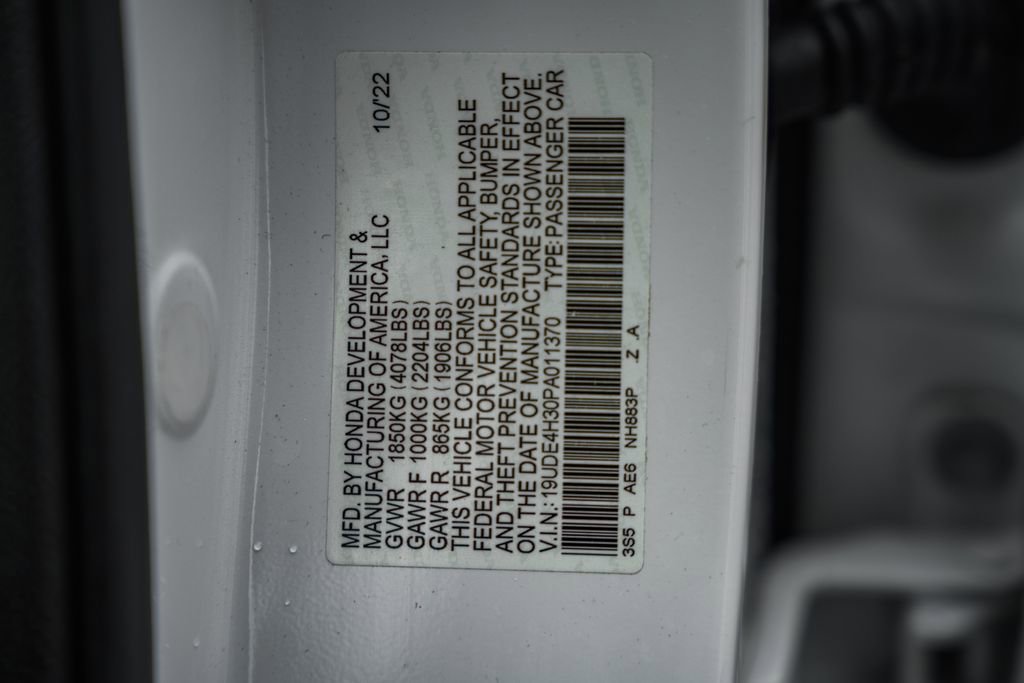 MFD. BY HONDA DEVELOPMENT &
MANUFACTURING OF AMERICA, LLC 10/'22
GVWR 1850KG (4078LBS)
GAWR F 1000KG (2204LBS)
GAWR R 865KG (1906LBS)
THIS VEHICLE CONFORMS TO ALL APPLICABLE
FEDERAL MOTOR VEHICLE SAFETY, BUMPER,
AND THEFT PREVENTION STANDARDS IN EFFECT
ON THE DATE OF MANUFACTURE SHOWN ABOVE.
V.I.N.: 19UDE4H30PA011370 TYPE: PASSENGER CAR
3S5 P AE6 NH883P Z A